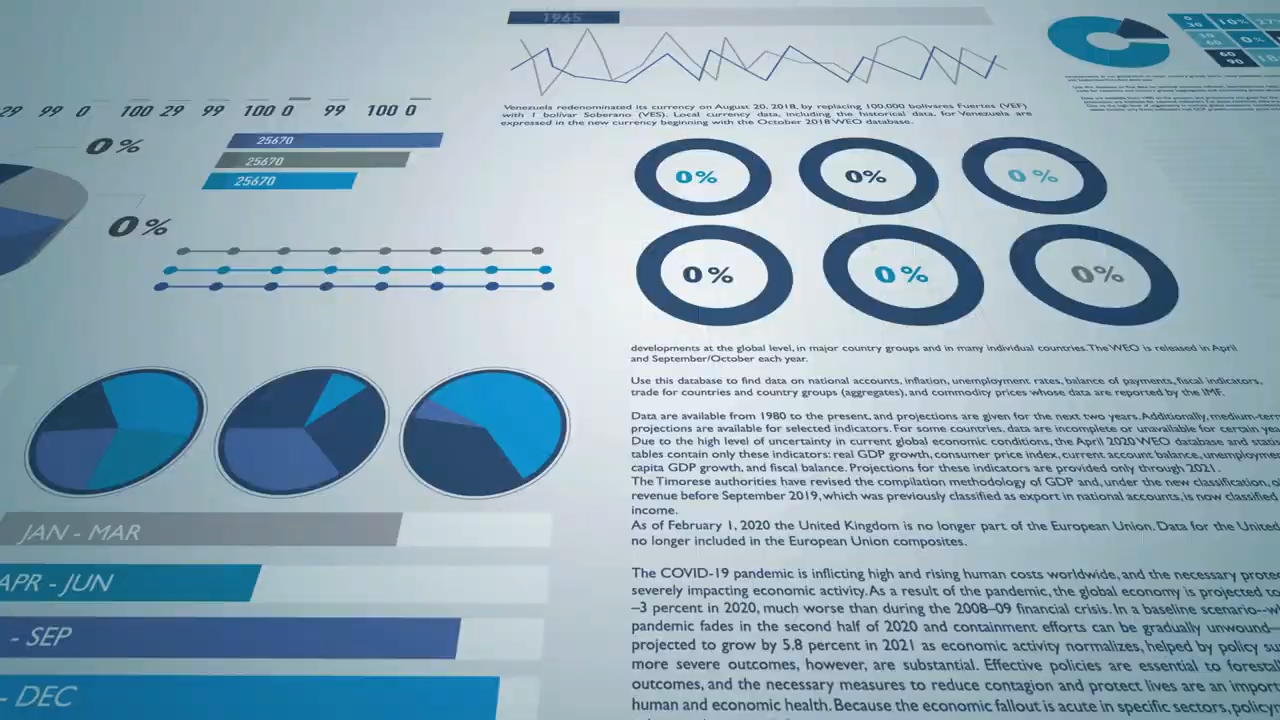 1965
29 99 0 100 29 99 100 0 99 100 0
0 %
0 %
25670
25670
25670
Venezuela redenominated its currency on August 20, 2018, by replacing 100,000 bolívares Fuertes (VEF)
with 1 bolívar Soberano (VES). Local currency data, including the historical data, for Venezuela are
expressed in the new currency beginning with the October 2018 WEO database.
0 30 10% 27%
30 60 0%
60 90 18
0 % 0 % 0 %
0 % 0 % 0 %
developments at the global level, in major country groups and in many individual countries. The WEO is released in April
and September/October each year.
Use this database to find data on national accounts, inflation, unemployment rates, balance of payments, fiscal indicators,
trade for countries and country groups (aggregates), and commodity prices whose data are reported by the IMF.
Data are available from 1980 to the present, and projections are given for the next two years. Additionally, medium-term
projections are available for selected indicators. For some countries, data are incomplete or unavailable for certain
Due to the high level of uncertainty in current global economic conditions, the April 2020 WEO database and
tables contain only these indicators: real GDP growth, consumer price index, current account balance,
capita GDP growth, and fiscal balance. Projections for these indicators are provided only through 2021.
The Timorese authorities have revised the compilation methodology of GDP and, under the new classification,
revenue before September 2019, which was previously classified as export in national accounts, is now classified
income.
As of February 1, 2020 the United Kingdom is no longer part of the European Union. Data for the United
no longer included in the European Union composites.
The COVID-19 pandemic is inflicting high and rising human costs worldwide, and the necessary
severely impacting economic activity. As a result of the pandemic, the global economy is projected to
–3 percent in 2020, much worse than during the 2008–09 financial crisis. In a baseline scenario--
pandemic fades in the second half of 2020 and containment efforts can be gradually unwound—
projected to grow by 5.8 percent in 2021 as economic activity normalizes, helped by policy
more severe outcomes, however, are substantial. Effective policies are essential to
outcomes, and the necessary measures to reduce contagion and protect lives are an
human and economic health. Because the economic fallout is acute in specific sectors,
JAN - MAR
APR - JUN
- SEP
- DEC